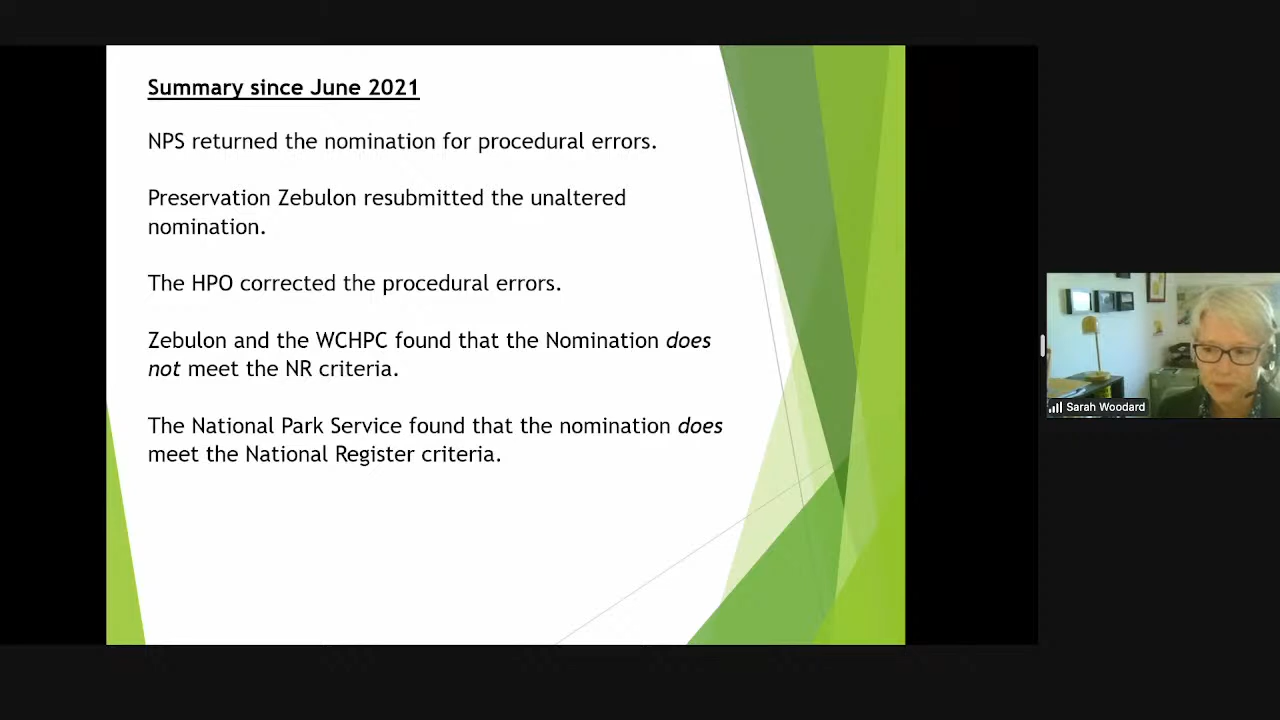 Summary since June 2021
NPS returned the nomination for procedural errors.
Preservation Zebulon resubmitted the unaltered
nomination.
The HPO corrected the procedural errors.
Zebulon and the WCHPC found that the Nomination does
not meet the NR criteria.
The National Park Service found that the nomination does
meet the National Register criteria.
Sarah Woodard